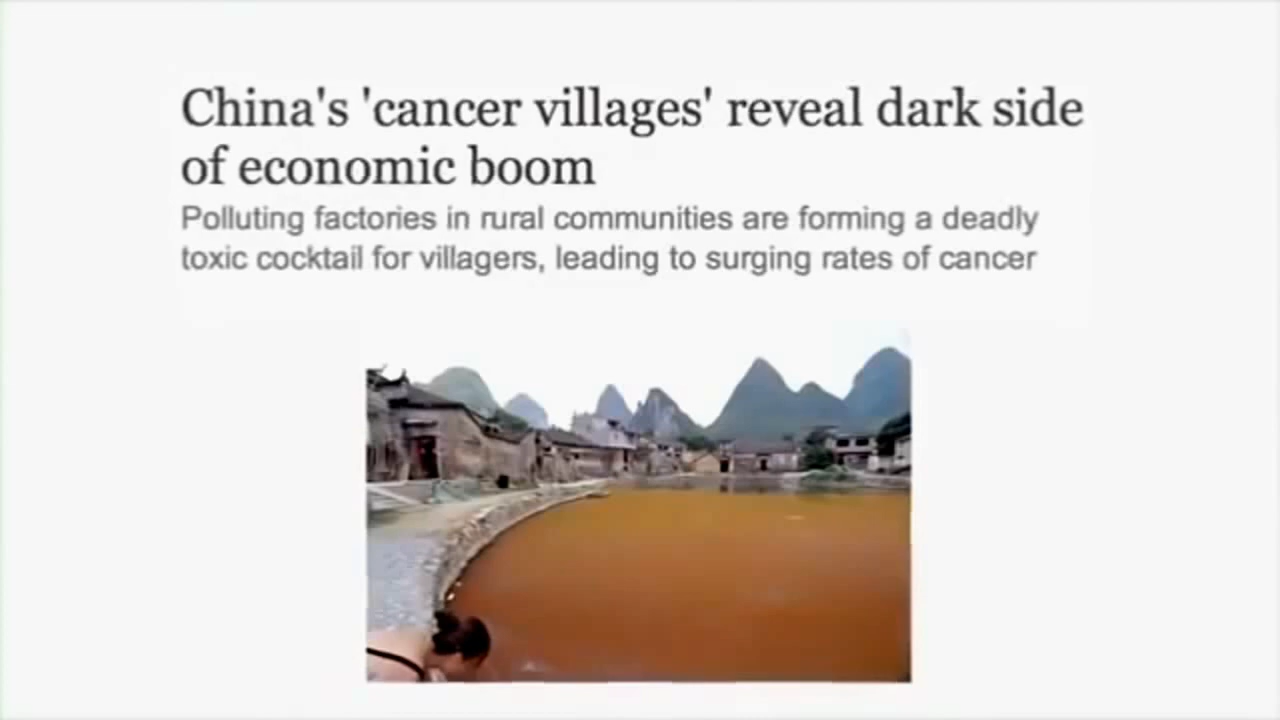 China's 'cancer villages' reveal dark side
of economic boom
Polluting factories in rural communities are forming a deadly
toxic cocktail for villagers, leading to surging rates of cancer